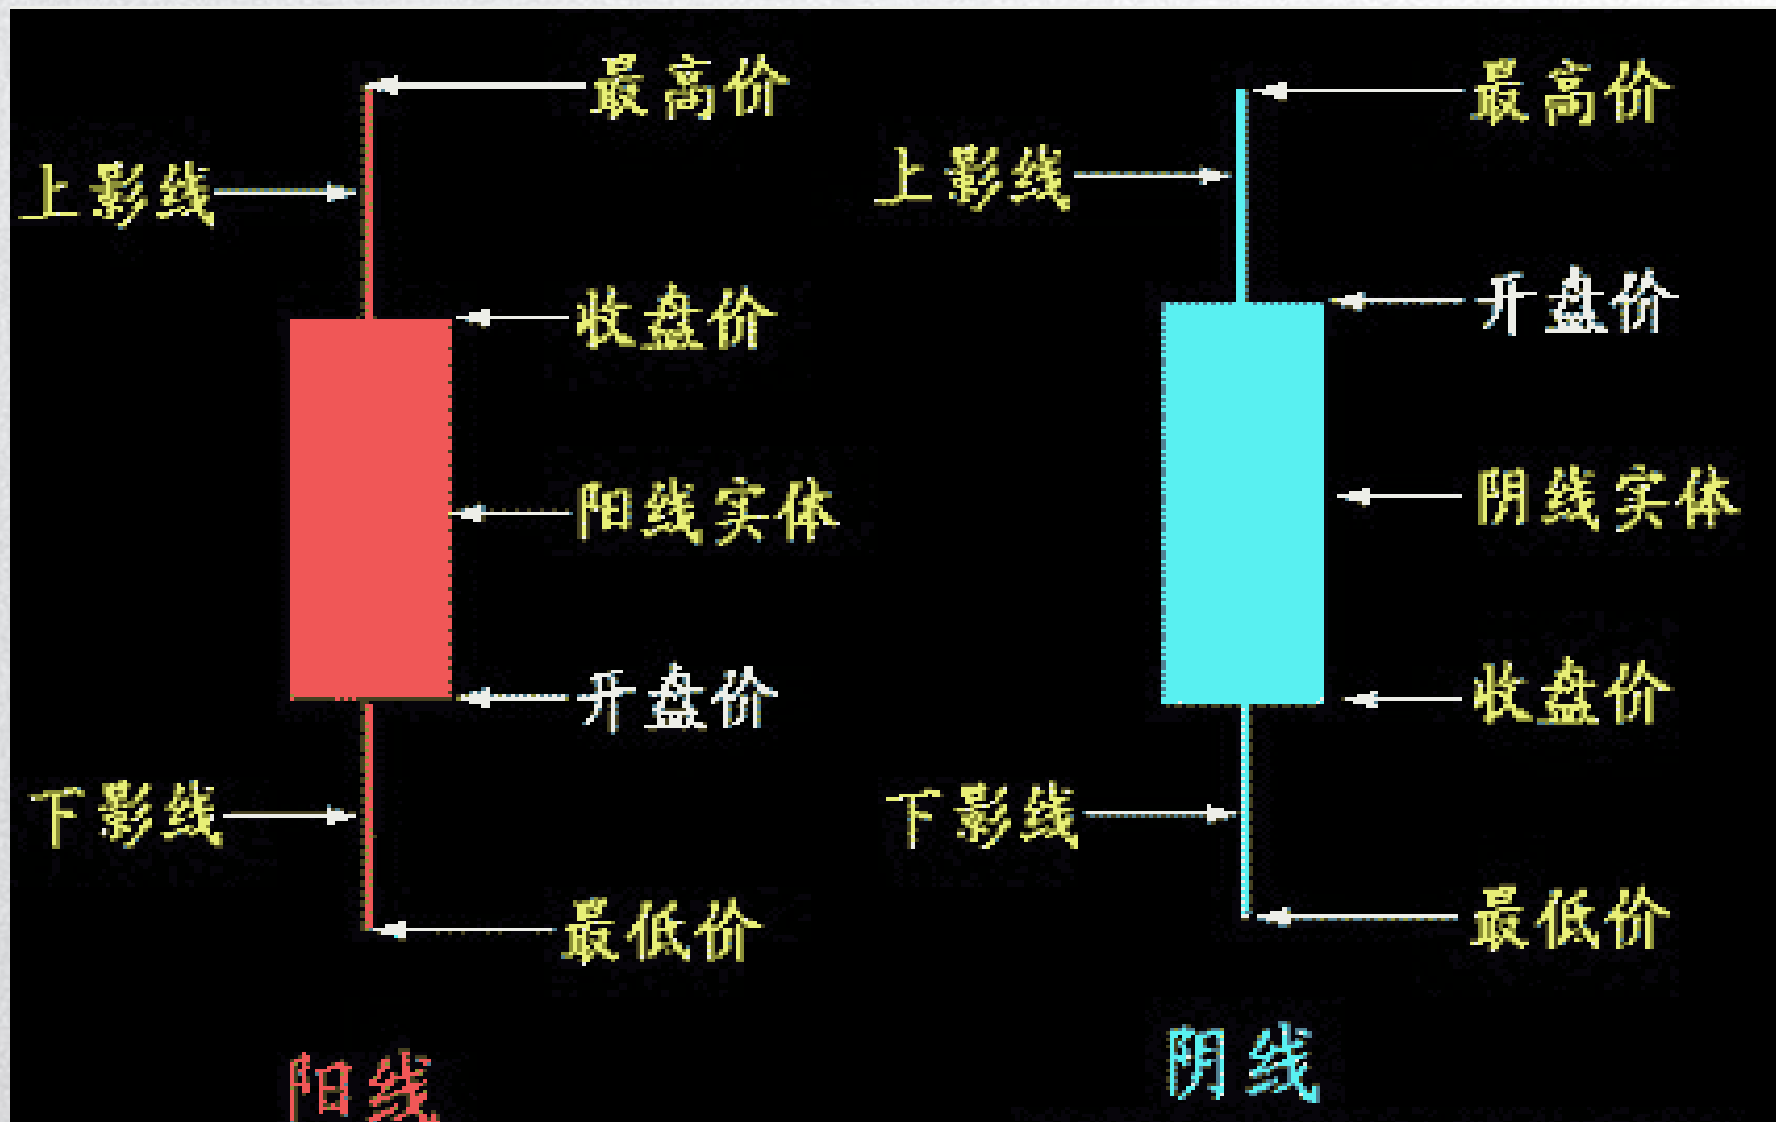 最高价
上影线
收盘价
阳线实体
开盘价
下影线
最低价
阳线
最高价
上影线
开盘价
阴线实体
收盘价
下影线
最低价
阴线